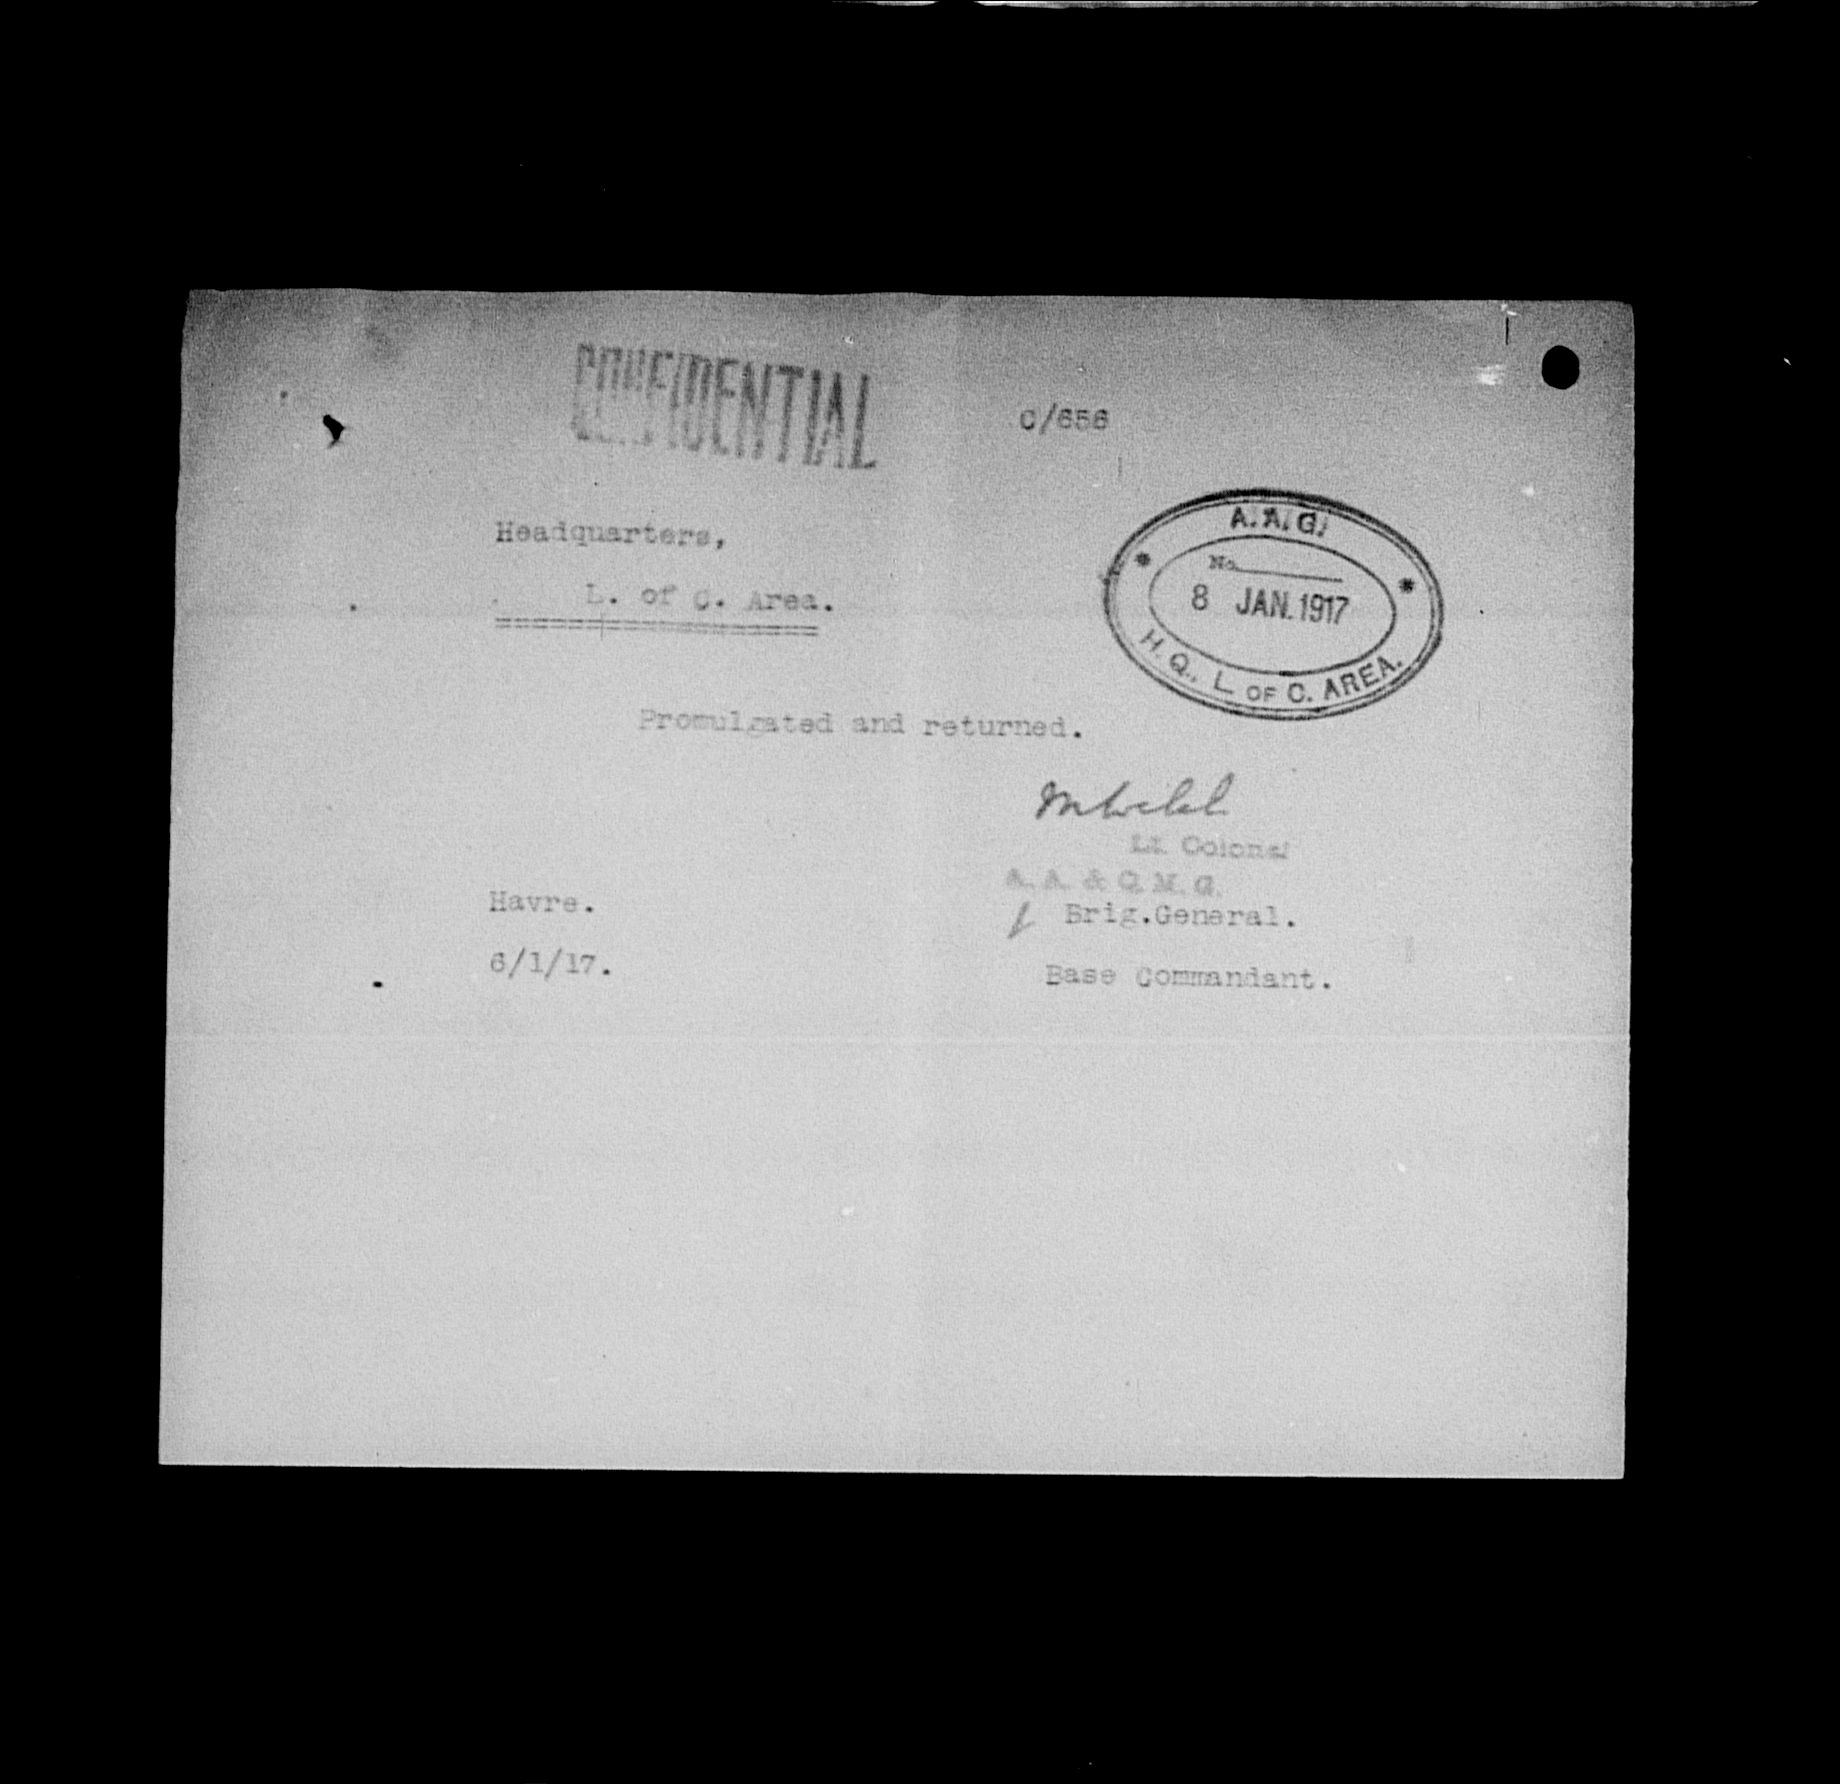 CONFIDENTIAL
C/656
A.A.G.
No.
8 JAN. 1917
H. Q., L. OF C. AREA.
Headquarters,
L. of C. Area.
Promulgated and returned.
Lt. Colonel
A. A. & Q. M. G.
f Brig.General.
Base Commandant.
Havre.
6/1/17.